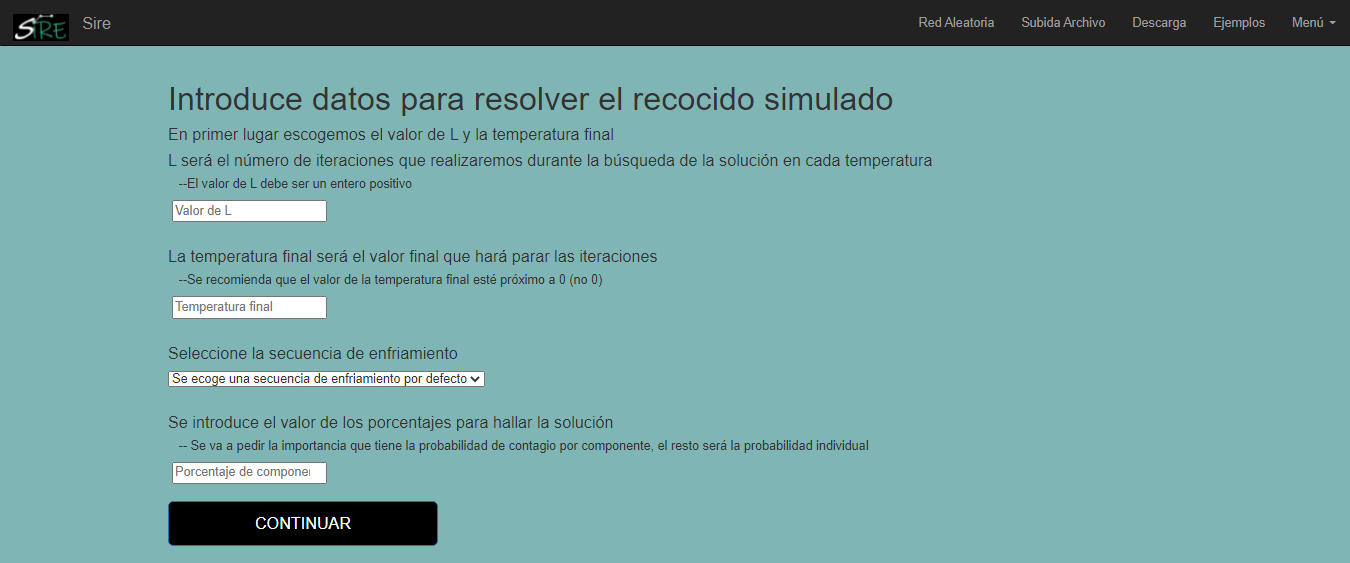 SiRE Sire Red Aleatoria Subida Archivo Descarga Ejemplos Menú
Introduce datos para resolver el recocido simulado
En primer lugar escogemos el valor de L y la temperatura final
L será el número de iteraciones que realizaremos durante la búsqueda de la solución en cada temperatura
--El valor de L debe ser un entero positivo
Valor de L
La temperatura final será el valor final que hará parar las iteraciones
--Se recomienda que el valor de la temperatura final esté próximo a 0 (no 0)
Temperatura final
Seleccione la secuencia de enfriamiento
Se ecoge una secuencia de enfriamiento por defecto
Se introduce el valor de los porcentajes para hallar la solución
-- Se va a pedir la importancia que tiene la probabilidad de contagio por componente, el resto será la probabilidad individual
Porcentaje de componen
CONTINUAR